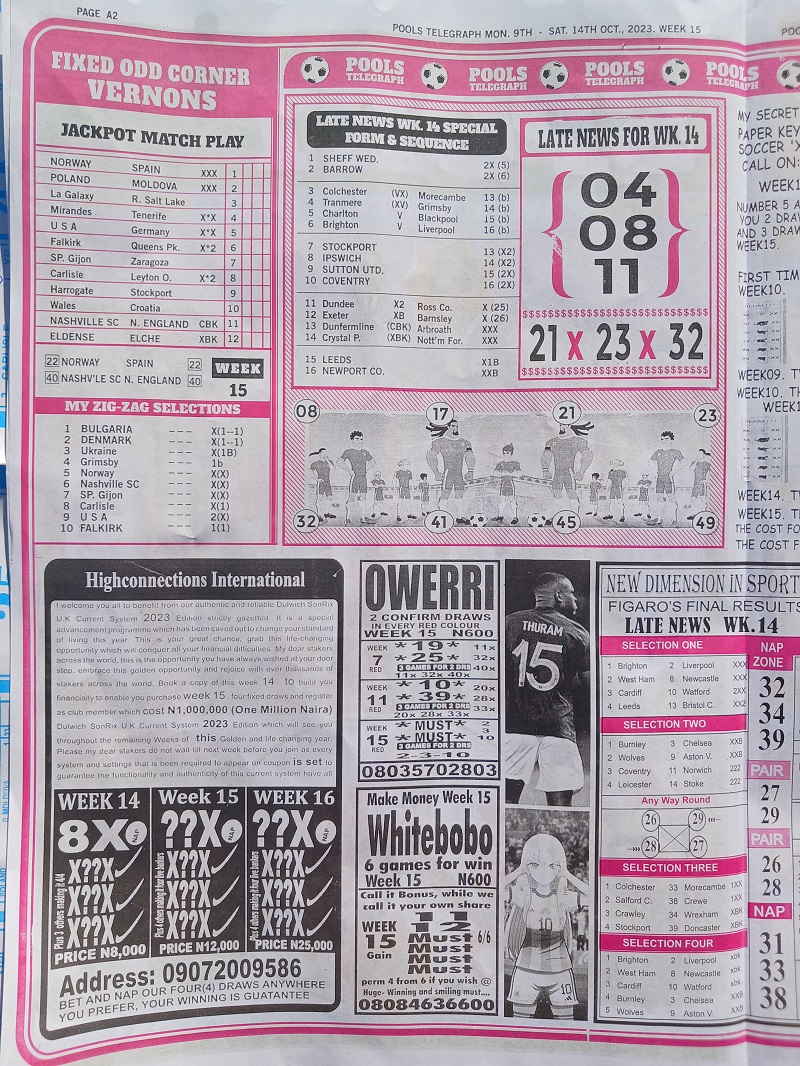 PAGE A2
POOLS TELEGRAPH MON. 9TH - SAT. 14TH OCT., 2023. WEEK 15
FIXED ODD CORNER
VERNONS
JACKPOT MATCH PLAY
NORWAY SPAIN XXX 1
POLAND MOLDOVA XXX 2
La Galaxy R. Salt Lake 3
Mirandes Tenerife X*X 4
U S A Germany X*X 5
Falkirk Queens Pk. X*2 6
SP. Gijon Zaragoza 7
Carlisle Leyton O. X*2 8
Harrogate Stockport 9
Wales Croatia 10
NASHVILLE SC N. ENGLAND CBK 11
ELDENSE ELCHE XBK 12
22 NORWAY SPAIN 22
40 NASH'LE SC N. ENGLAND 40
WEEK
15
MY ZIG-ZAG SELECTIONS
1 BULGARIA --- X(1--1)
2 DENMARK --- X(1--1)
3 Ukraine --- X(1B)
4 Grimsby --- 1b
5 Norway --- X(X)
6 Nashville SC --- X(X)
7 SP. Gijon --- X(X)
8 Carlisle --- X(1)
9 U S A --- 2(X)
10 FALKIRK --- 1(1)
POOLS TELEGRAPH POOLS TELEGRAPH POOLS TELEGRAPH POOLS TELEGRAPH
LATE NEWS WK. 14 SPECIAL
FORM & SEQUENCE
1 SHEFF WED. 2X (5)
2 BARROW 2X (6)
3 Colchester (VX) Morecambe 13 (b)
4 Tranmere (XV) Grimsby 14 (b)
5 Charlton V Blackpool 15 (b)
6 Brighton V Liverpool 16 (b)
7 STOCKPORT 13 (X2)
8 IPSWICH 14 (X2)
9 SUTTON UTD. 15 (2X)
10 COVENTRY 16 (2X)
11 Dundee X2 Ross Co. X (25)
12 Exeter XB Barnsley X (26)
13 Dunfermline (CBK) Arbroath XXX
14 Crystal P. (XBK) Nott'm For. XXX
15 LEEDS X1B
16 NEWPORT CO. XXB
LATE NEWS FOR WK. 14
04
08
11
$$$$$$$$$$$$$$$$$$$$$$$
21 X 23 X 32
$$$$$$$$$$$$$$$$$$$$$$$
08 17 21 23
32 41 45 49
MY SECRET
PAPER KEY
SOCCER 'X
CALL ON:
WEEK1
NUMBER 5 A
YOU 2 DRAW
AND 3 DRAW
WEEK15.
FIRST TIM
WEEK10.
WEEK09. T
WEEK10. TH
WEEK1
WEEK14. T
WEEK15. T
THE COST F
THE COST F
Highconnections International
I welcome you all to benefit from our authentic and reliable Dulwich SonRix
U.K Current System 2023 Edition strictly gazetted. It is a special
advancement programme which has been caved out to change your standard
of living this year. This is your great chance, grab this life-changing
opportunity which will conquer all your financial difficulties. My dear stakers
across the world, this is the opportunity you have always wished at your door
step, embrace this golden opportunity and rejoice with over thousands of
stakers across the world. Book a copy of this week 14 to build you
financially to enable you purchase week 15 four fixed draws and register
as club member which COST N1,000,000 (One Million Naira)
Dulwich SonRix U.K Current System 2023 Edition which will see you
throughout the remaining Weeks of this Golden and life changing year.
Please my dear stakers do not wait till next week before you join as every
system and settings that is been required to appear on coupon is set to
guarantee the functionality and authenticity of this current system have all
WEEK 14 Week 15 WEEK 16
8X NAP ??X NAP ??X NAP
X??X X??X X??X
X??X X??X X??X
X??X X??X X??X
X??X X??X
Plus 3 others making it 4/4
PRICE N8,000 PRICE N12,000 PRICE N25,000
Address: 09072009586
BET AND NAP OUR FOUR(4) DRAWS ANYWHERE
YOU PREFER, YOUR WINNING IS GUATANTEE
OWERRI
2 CONFIRM DRAWS
IN EVERY RED COLOUR
WEEK 15 N600
WEEK 7 RED
*19* 11x
*25* 32x
3 GAMES FOR 2 DRS 40x
11x 32x 40x
WEEK 11 RED
*10* 20x
*39* 28x
3 GAMES FOR 2 DRS 33x
20x 28x 33x
WEEK 15 RED
*MUST* 2 3
*MUST* 10
3 GAMES FOR 2 DRS
2-3-10
08035702803
Make Money Week 15
Whitebobo
6 games for win
Week 15 N600
Call it Bonus, while we
call it your own share
WEEK 15 Gain
11
12
Must 6/6
Must
Must
Must
perm 4 from 6 if you wish @
Huge- Winning and smiling must....
08084636600
THURAM
15
10
10
NEW DIMENSION IN SPORT
FIGARO'S FINAL RESULTS
LATE NEWS WK.14
SELECTION ONE
1 Brighton 2 Liverpool XXX
2 West Ham 8 Newcastle XXX
3 Cardiff 10 Watford 2XX
4 Leeds 13 Bristol C. XX2
SELECTION TWO
1 Burnley 3 Chelsea XXB
2 Wolves 9 Aston V. XXB
3 Coventry 11 Norwich 222
4 Leicester 14 Stoke 222
Any Way Round
26 29
28 27
SELECTION THREE
1 Colchester 33 Morecambe 1XX
2 Salford C. 38 Crewe 1XX
3 Crawley 34 Wrexham XBK
4 Stockport 39 Doncaster XBK
SELECTION FOUR
1 Brighton 2 Liverpool xbk
2 West Ham 8 Newcastle xbk
3 Cardiff 10 Watford xbk
4 Burnley 3 Chelsea XXB
5 Wolves 9 Aston V. XXB
NAP
ZONE
32
34
39
PAIR
27
29
PAIR
26
28
NAP
31
33
38